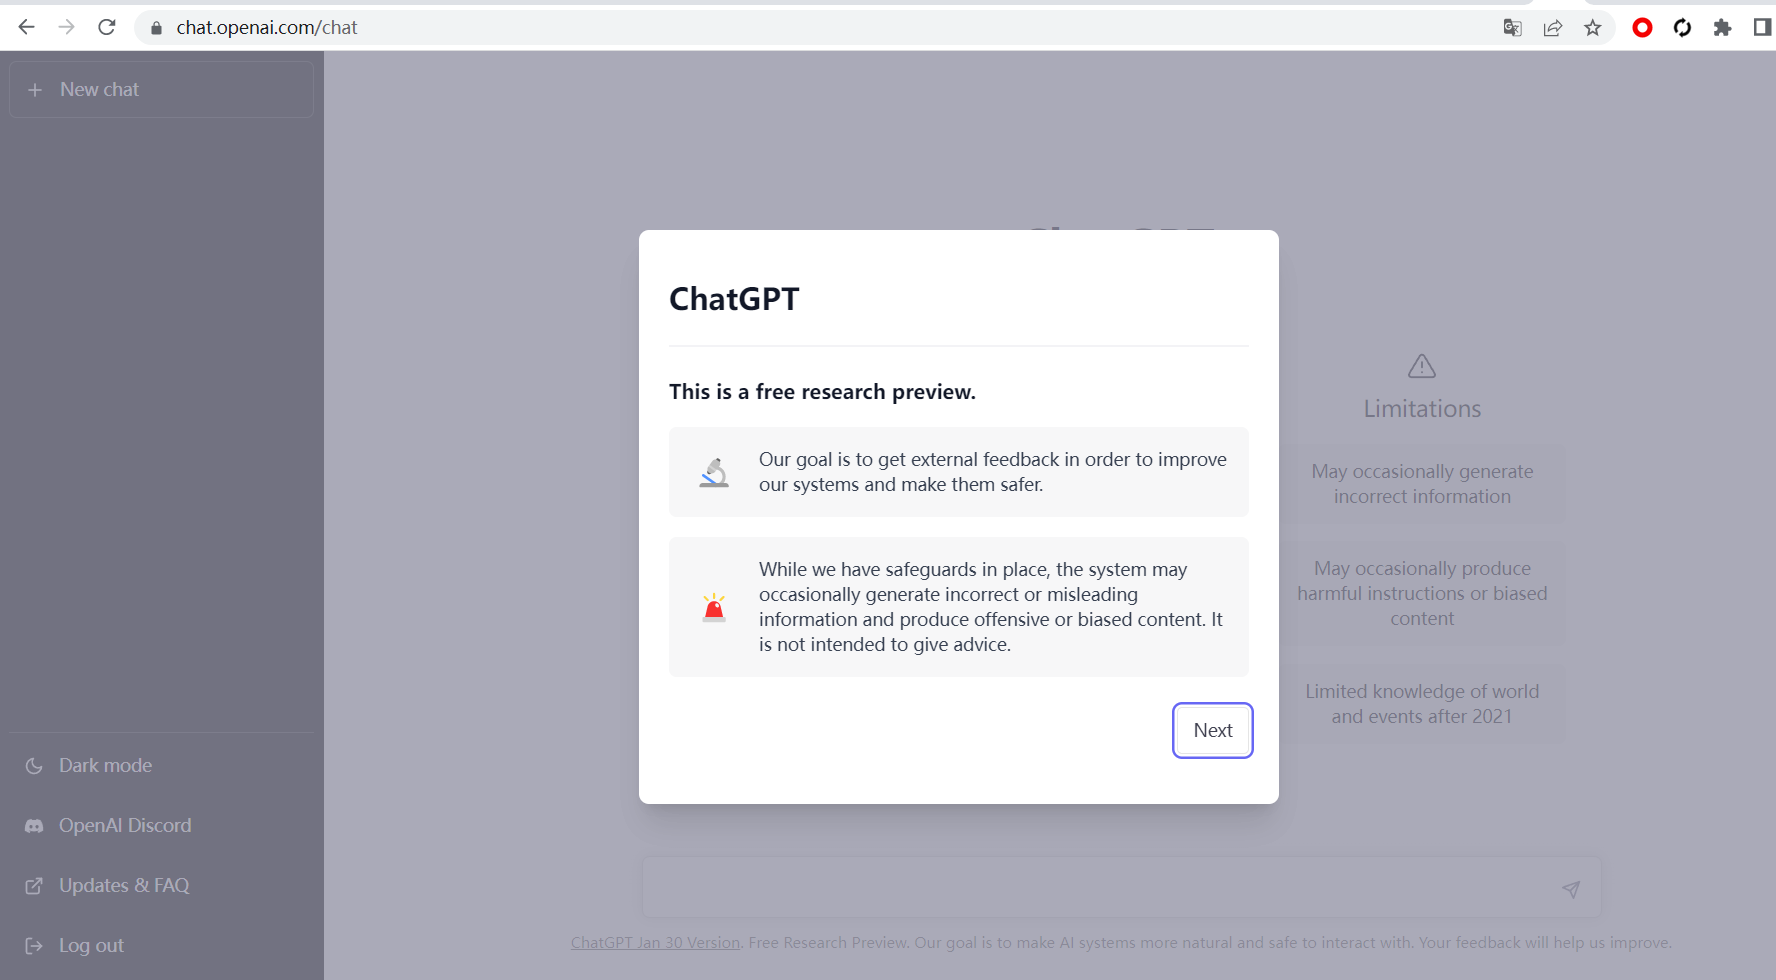 chat.openai.com/chat
New chat
ChatGPT
This is a free research preview.
Our goal is to get external feedback in order to improve
our systems and make them safer.
While we have safeguards in place, the system may
occasionally generate incorrect or misleading
information and produce offensive or biased content. It
is not intended to give advice.
Next
Limitations
May occasionally generate
incorrect information
May occasionally produce
harmful instructions or biased
content
Limited knowledge of world
and events after 2021
Dark mode
OpenAI Discord
Updates & FAQ
Log out
ChatGPT Jan 30 Version. Free Research Preview. Our goal is to make AI systems more natural and safe to interact with. Your feedback will help us improve.